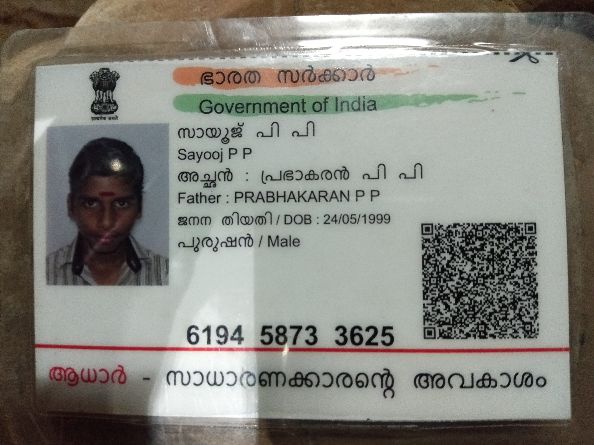 ഭാരത സർക്കാർ
Government of India
സായൂജ് പി പി
Sayooj P P
അച്ഛൻ : പ്രഭാകരൻ പി പി
Father : PRABHAKARAN P P
ജനന തിയതി / DOB : 24/05/1999
പുരുഷൻ / Male
6194 5873 3625
ആധാർ - സാധാരണക്കാരന്റെ അവകാശം